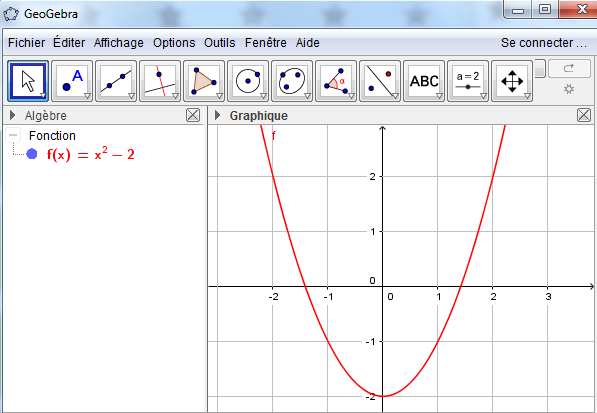 GeoGebra
Fichier Éditer Affichage Options Outils Fenêtre Aide Se connecter ...
A α ABC a = 2
Algèbre Graphique
Fonction
f(x) = x² − 2
f
2
1
0
-2 -1 0 1 2 3
-1
-2